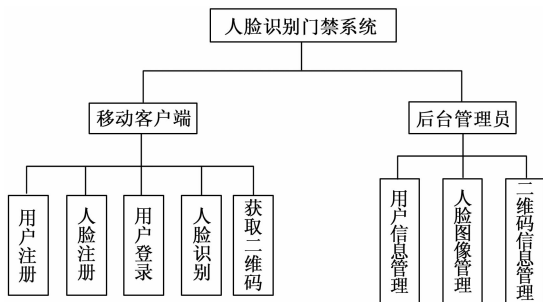 人脸识别门禁系统
移动客户端
后台管理员
用户注册
人脸注册
用户登录
人脸识别
获取二维码
用户信息管理
人脸图像管理
二维码信息管理